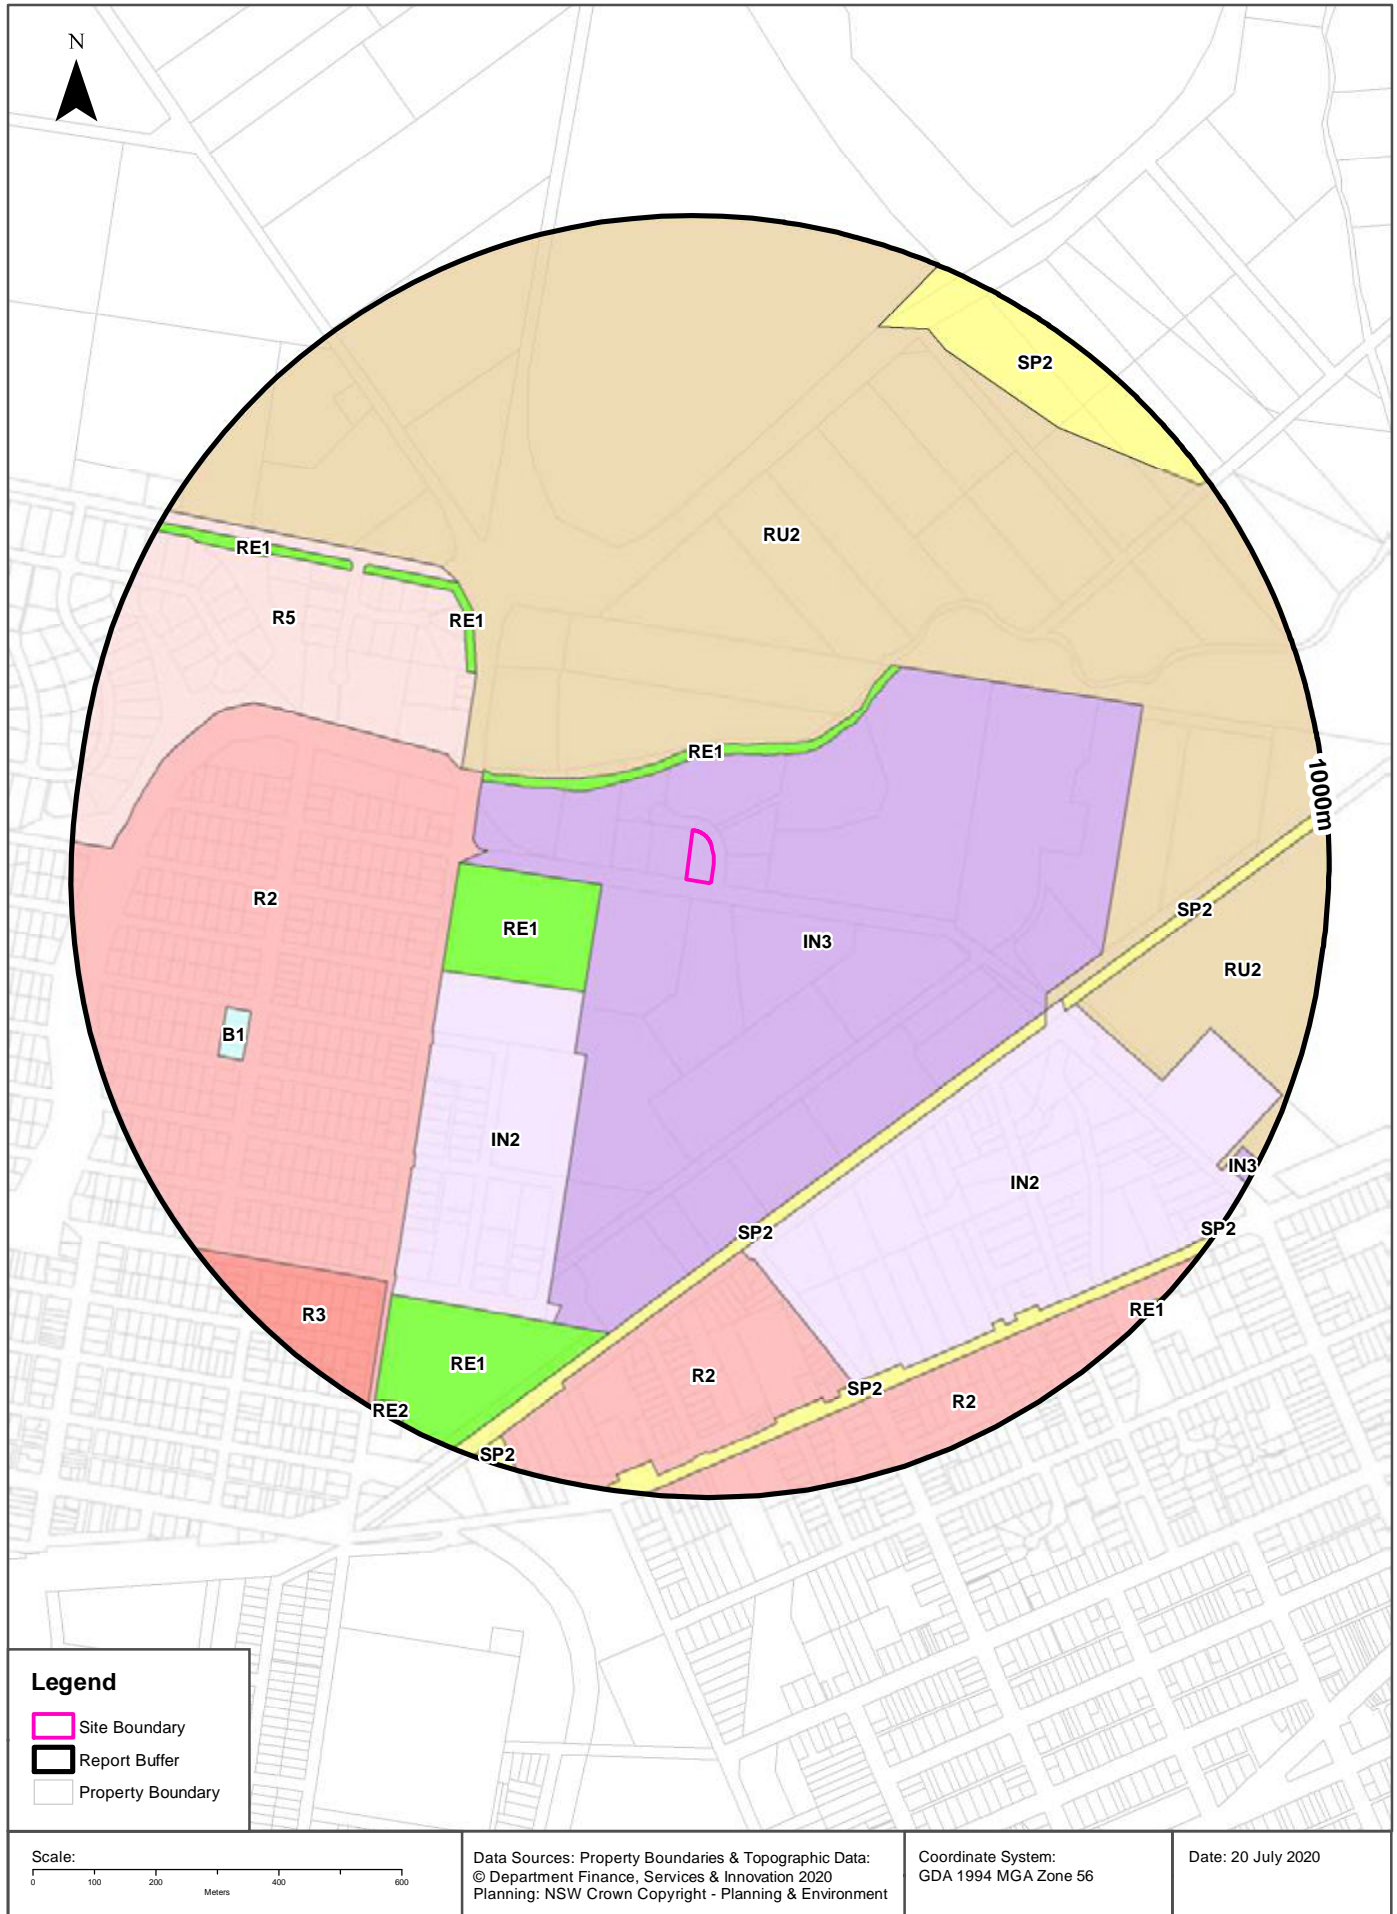 N
SP2
RU2
RE1
R5
RE1
RE1
1000m
R2
SP2
RE1
IN3
RU2
B1
IN2
IN3
IN2
SP2
SP2
RE1
R3
RE1
R2
SP2
R2
RE2
SP2
Legend
Site Boundary
Report Buffer
Property Boundary
Scale:
0 100 200 400 600
Meters
Data Sources: Property Boundaries & Topographic Data:
© Department Finance, Services & Innovation 2020
Planning: NSW Crown Copyright - Planning & Environment
Coordinate System:
GDA 1994 MGA Zone 56
Date: 20 July 2020